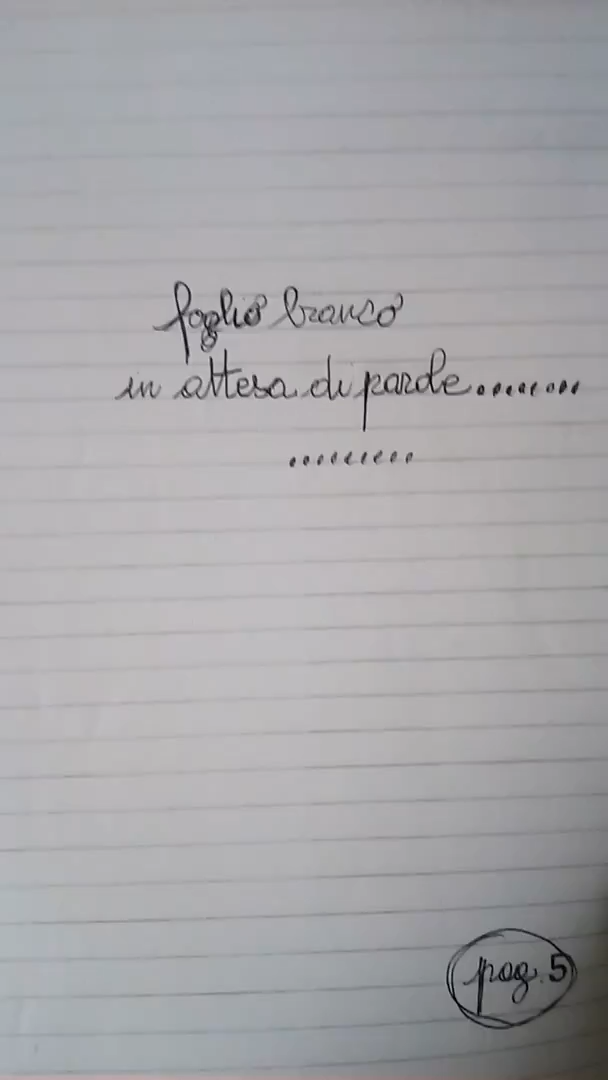 foglio bianco
in attesa di parole.........
.........
pag. 5